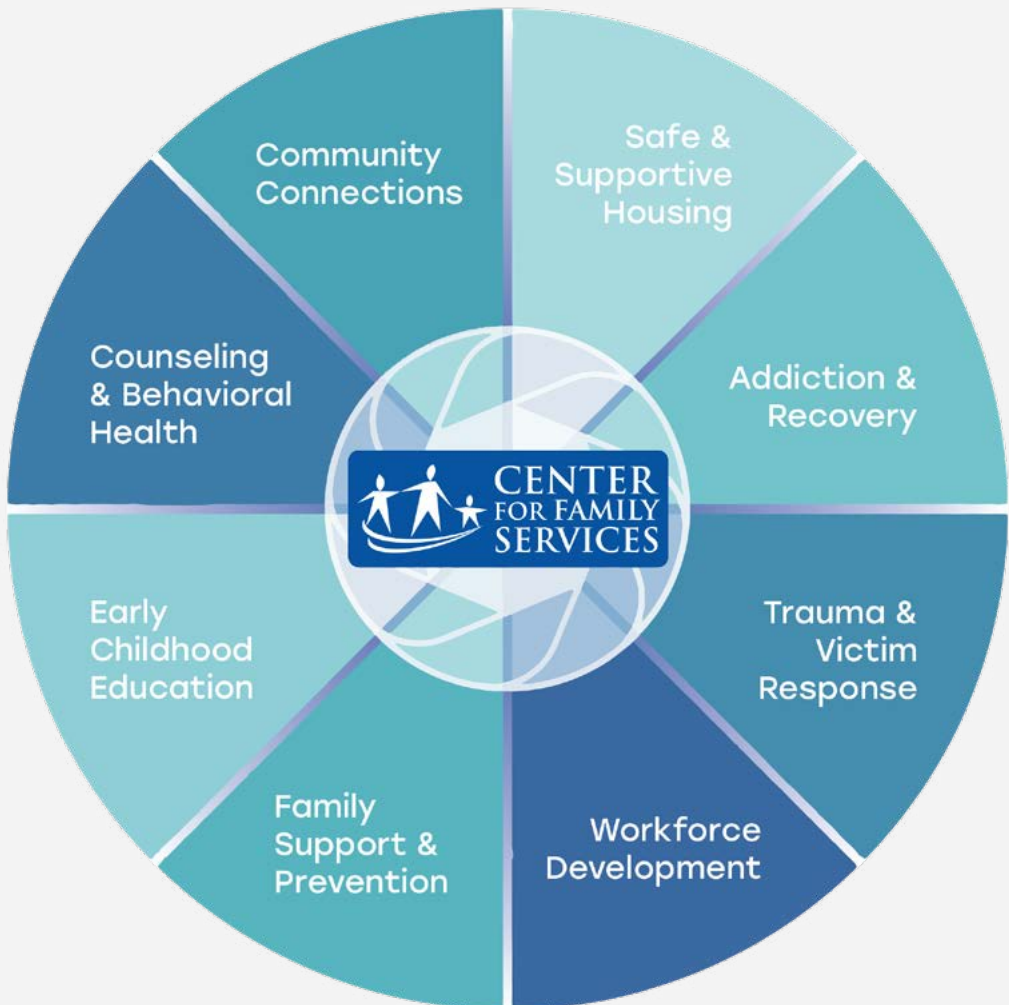 Community
Connections
Safe &
Supportive
Housing
Addiction &
Recovery
Trauma &
Victim
Response
Workforce
Development
Family
Support &
Prevention
Early
Childhood
Education
Counseling
& Behavioral
Health
CENTER
FOR FAMILY
SERVICES